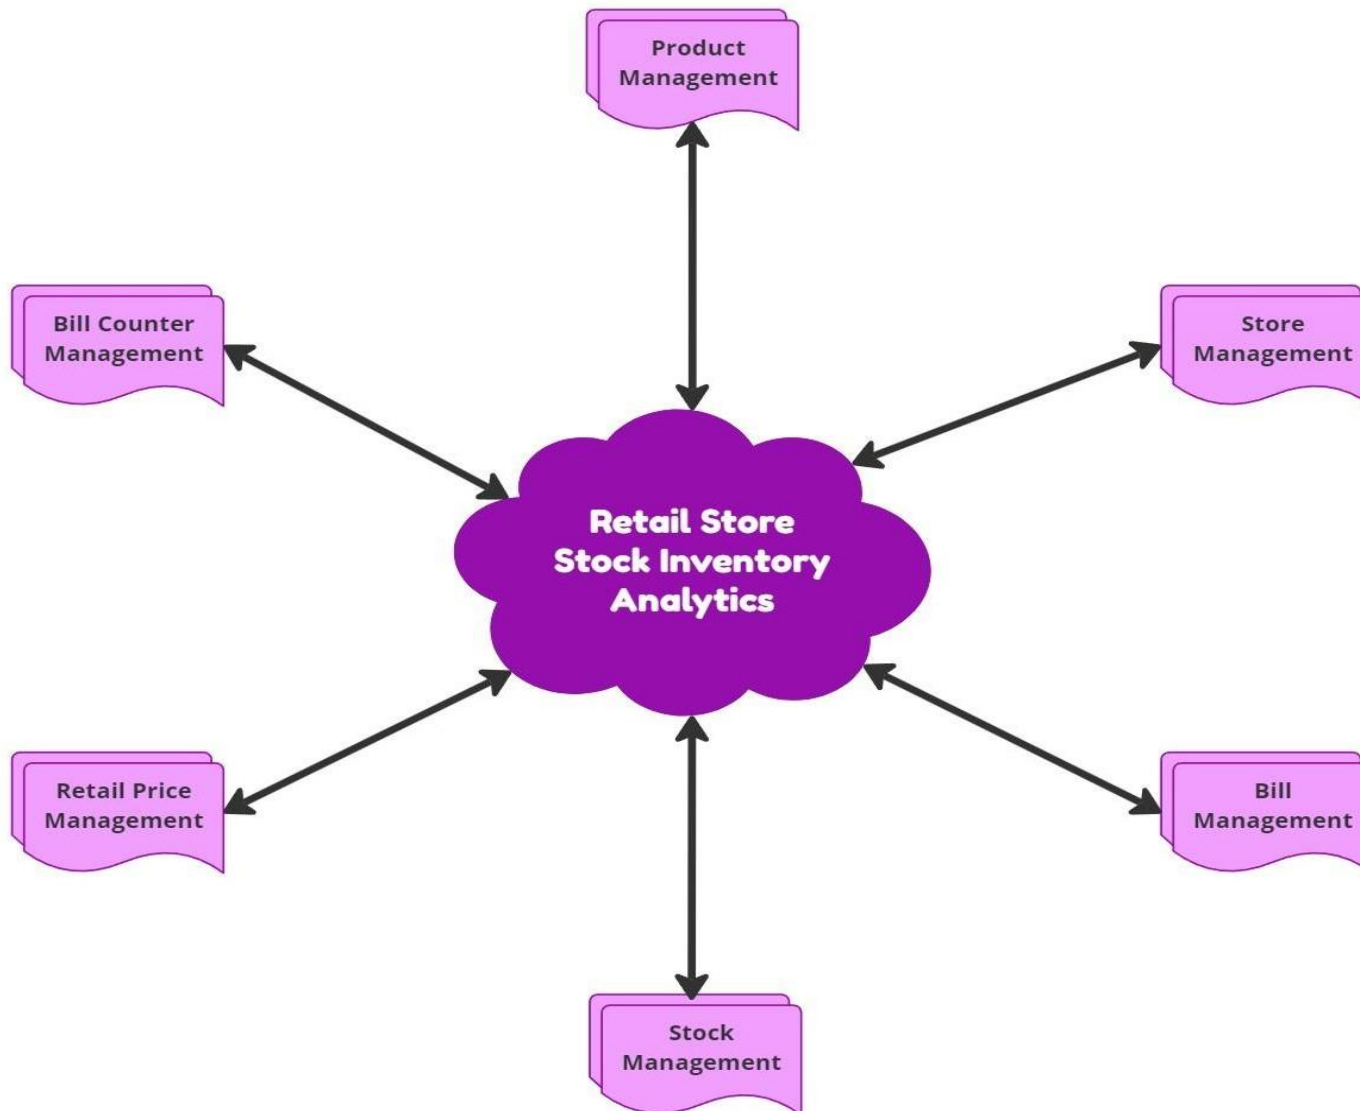 Product
Management
Bill Counter
Management
Store
Management
Retail Store
Stock Inventory
Analytics
Retail Price
Management
Bill
Management
Stock
Management